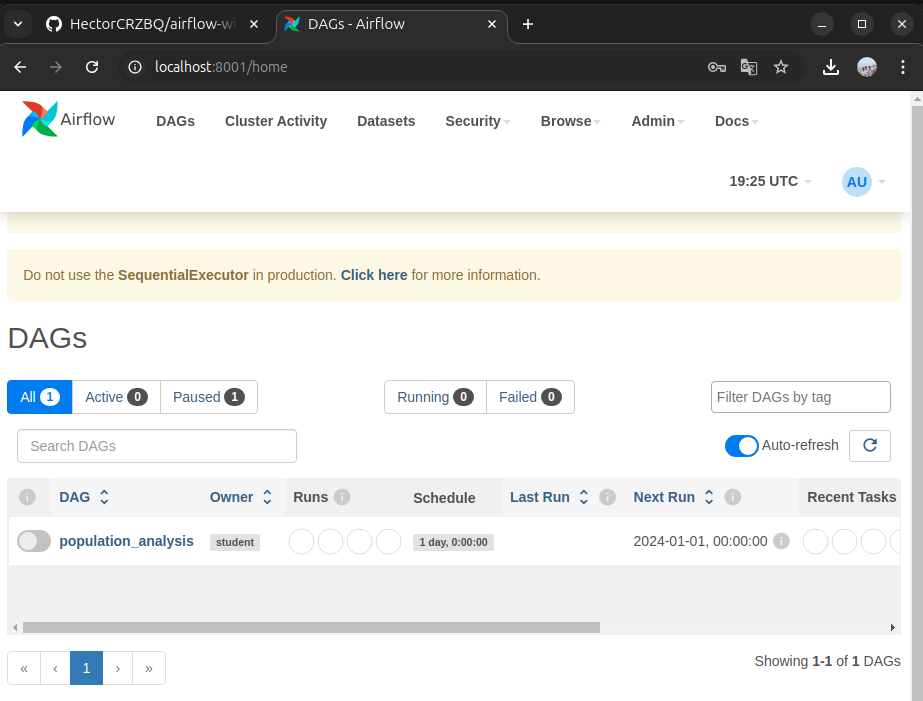 HectorCRZBQ/airflow-wi
DAGs - Airflow
localhost:8001/home
Airflow
DAGs
Cluster Activity
Datasets
Security
Browse
Admin
Docs
19:25 UTC
AU
Do not use the SequentialExecutor in production. Click here for more information.
DAGs
All 1
Active 0
Paused 1
Running 0
Failed 0
Filter DAGs by tag
Search DAGs
Auto-refresh
DAG
Owner
Runs
Schedule
Last Run
Next Run
Recent Tasks
population_analysis
student
1 day, 0:00:00
2024-01-01, 00:00:00
« ‹ 1 › »
Showing 1-1 of 1 DAGs